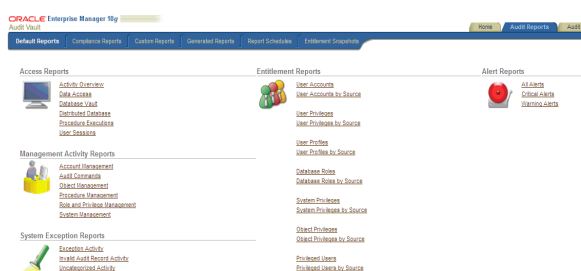 ORACLE Enterprise Manager 10g
Audit Vault
Home Audit Reports Audit
Default Reports Compliance Reports Custom Reports Generated Reports Report Schedules Entitlement Snapshots
Access Reports
Activity Overview
Data Access
Database Vault
Distributed Database
Procedure Executions
User Sessions
Management Activity Reports
Account Management
Audit Commands
Object Management
Procedure Management
Role and Privilege Management
System Management
System Exception Reports
Exception Activity
Invalid Audit Record Activity
Uncategorized Activity
Entitlement Reports
User Accounts
User Accounts by Source
User Privileges
User Privileges by Source
User Profiles
User Profiles by Source
Database Roles
Database Roles by Source
System Privileges
System Privileges by Source
Object Privileges
Object Privileges by Source
Privileged Users
Privileged Users by Source
Alert Reports
All Alerts
Critical Alerts
Warning Alerts